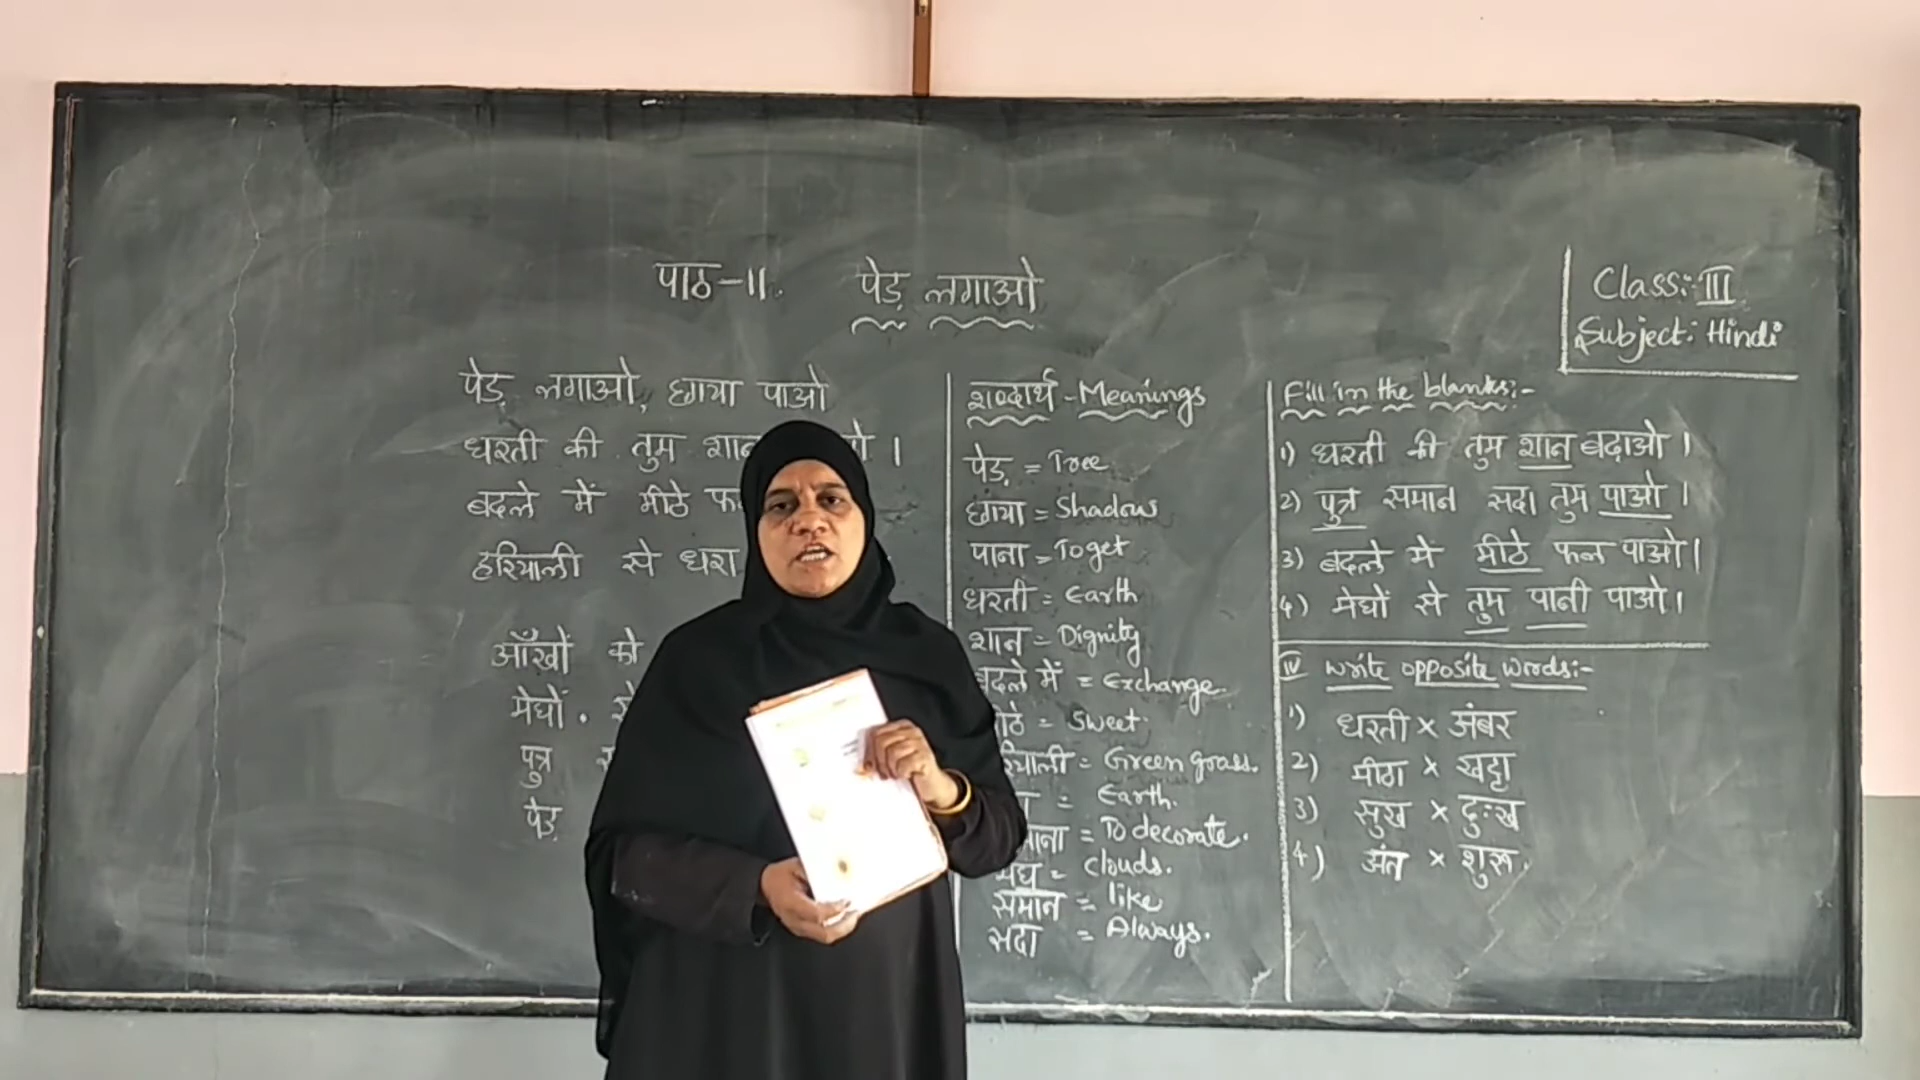 पाठ-11. पेड़ लगाओ
Class: III
Subject: Hindi
पेड़ लगाओ, छाया पाओ
धरती की तुम शान
बदले में मीठे
हरियाली से धरा
आँखों को
मेघों
पुत्र
पेड़
शब्दार्थ - Meanings
पेड़ = Tree
छाया = Shadow
पाना = To get
धरती = Earth
शान = Dignity
बदले में = Exchange.
= Sweet
= Green grass.
= Earth.
= To decorate.
मेघ = Clouds.
समान = like
सदा = Always.
Fill in the blanks:-
1) धरती की तुम शान बढ़ाओ।
2) पुत्र समान सदा तुम पाओ।
3) बदले में मीठे फल पाओ।
4) मेघों से तुम पानी पाओ।
IV Write opposite words:-
1) धरती × अंबर
2) मीठा × खट्टा
3) सुख × दुःख
4) अंत × शुरू.